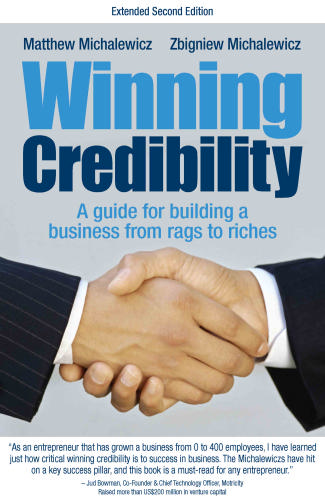 Extended Second Edition
Matthew Michalewicz Zbigniew Michalewicz
Winning
Credibility
A guide for building a
business from rags to riches
“As an entrepreneur that has grown a business from 0 to 400 employees, I have learned
just how critical winning credibility is to success in business. The Michalewiczs have hit
on a key success pillar, and this book is a must-read for any entrepreneur.”
– Jud Bowman, Co-Founder & Chief Technology Officer, Motricity
Raised more than US$200 million in venture capital